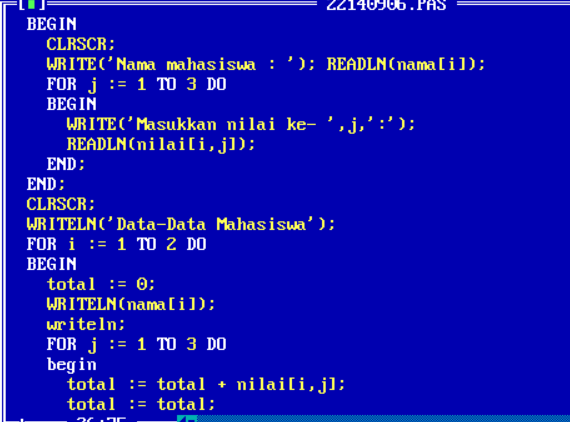 22140906.PAS
BEGIN
CLRSCR;
WRITE('Nama mahasiswa : '); READLN(nama[i]);
FOR j := 1 TO 3 DO
BEGIN
WRITE('Masukkan nilai ke- ',j,':');
READLN(nilai[i,j]);
END;
END;
CLRSCR;
WRITELN('Data-Data Mahasiswa');
FOR i := 1 TO 2 DO
BEGIN
total := 0;
WRITELN(nama[i]);
writeln;
FOR j := 1 TO 3 DO
begin
total := total + nilai[i,j];
total := total;
26:75